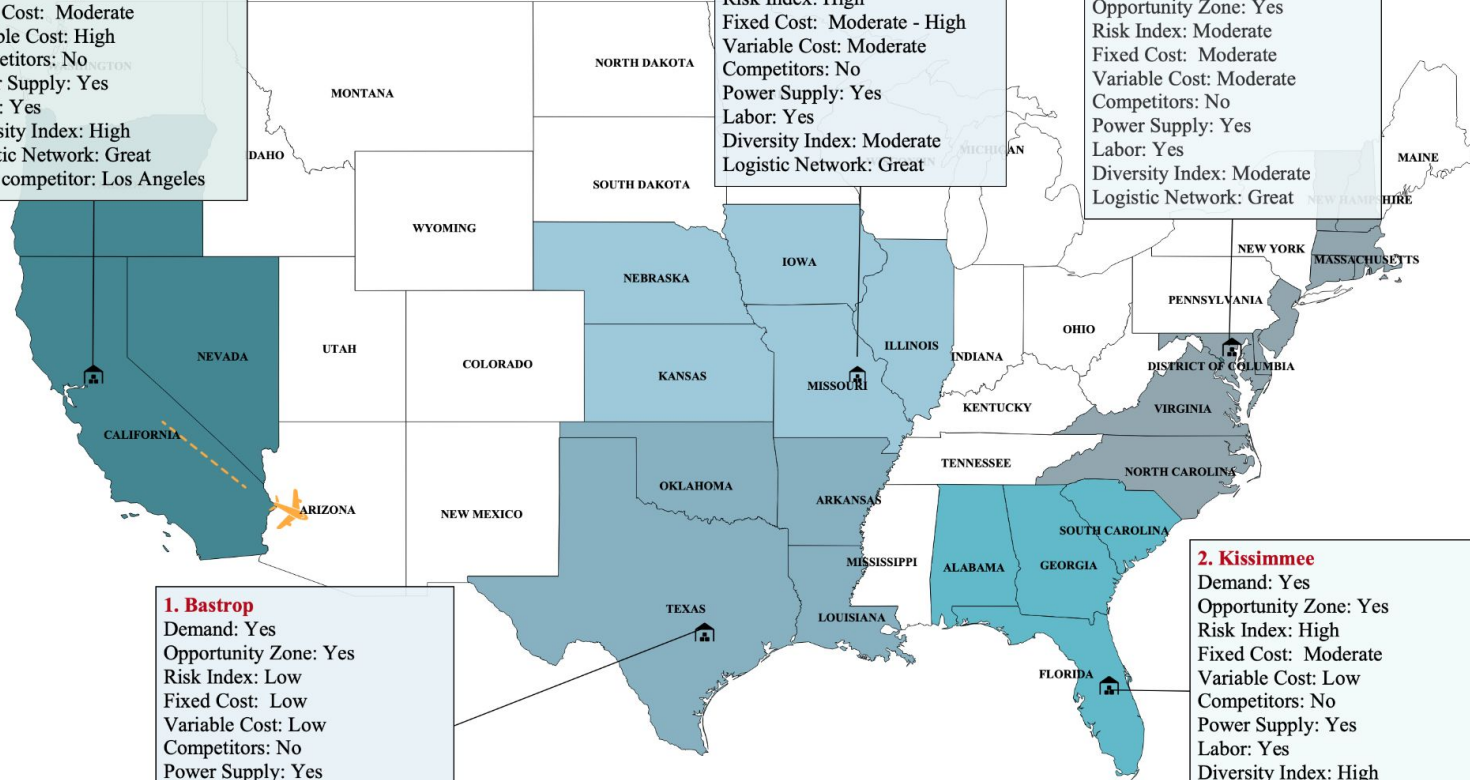 Cost: Moderate
ble Cost: High
etitors: No
r Supply: Yes
: Yes
sity Index: High
tic Network: Great
competitor: Los Angeles
Risk Index: High
Fixed Cost: Moderate - High
Variable Cost: Moderate
Competitors: No
Power Supply: Yes
Labor: Yes
Diversity Index: Moderate
Logistic Network: Great
Opportunity Zone: Yes
Risk Index: Moderate
Fixed Cost: Moderate
Variable Cost: Moderate
Competitors: No
Power Supply: Yes
Labor: Yes
Diversity Index: Moderate
Logistic Network: Great
WASHINGTON
MONTANA
NORTH DAKOTA
DAHO
SOUTH DAKOTA
MICHIGAN
MAINE
NEW HAMPSHIRE
WYOMING
NEBRASKA
IOWA
NEW YORK
MASSACHUSETTS
PENNSYLVANIA
NEVADA
UTAH
COLORADO
KANSAS
MISSOURI
ILLINOIS
INDIANA
OHIO
DISTRICT OF COLUMBIA
KENTUCKY
VIRGINIA
CALIFORNIA
TENNESSEE
NORTH CAROLINA
ARIZONA
NEW MEXICO
OKLAHOMA
ARKANSAS
SOUTH CAROLINA
MISSISSIPPI
ALABAMA
GEORGIA
TEXAS
LOUISIANA
FLORIDA
1. Bastrop
Demand: Yes
Opportunity Zone: Yes
Risk Index: Low
Fixed Cost: Low
Variable Cost: Low
Competitors: No
Power Supply: Yes
2. Kissimmee
Demand: Yes
Opportunity Zone: Yes
Risk Index: High
Fixed Cost: Moderate
Variable Cost: Low
Competitors: No
Power Supply: Yes
Labor: Yes
Diversity Index: High